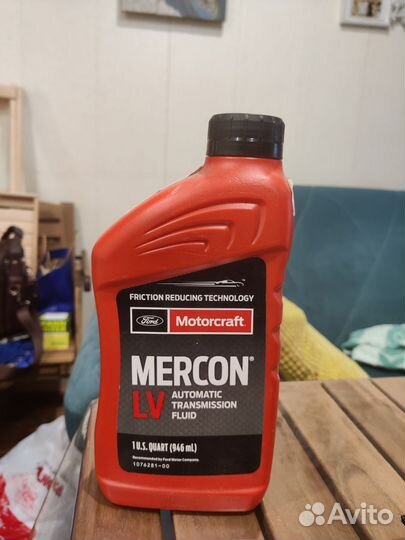 FRICTION REDUCING TECHNOLOGY
Ford Motorcraft
MERCON®
LV AUTOMATIC
TRANSMISSION
FLUID
1 U.S. QUART (946 mL)
Recommended by Ford Motor Company.
1076281-00
Avito